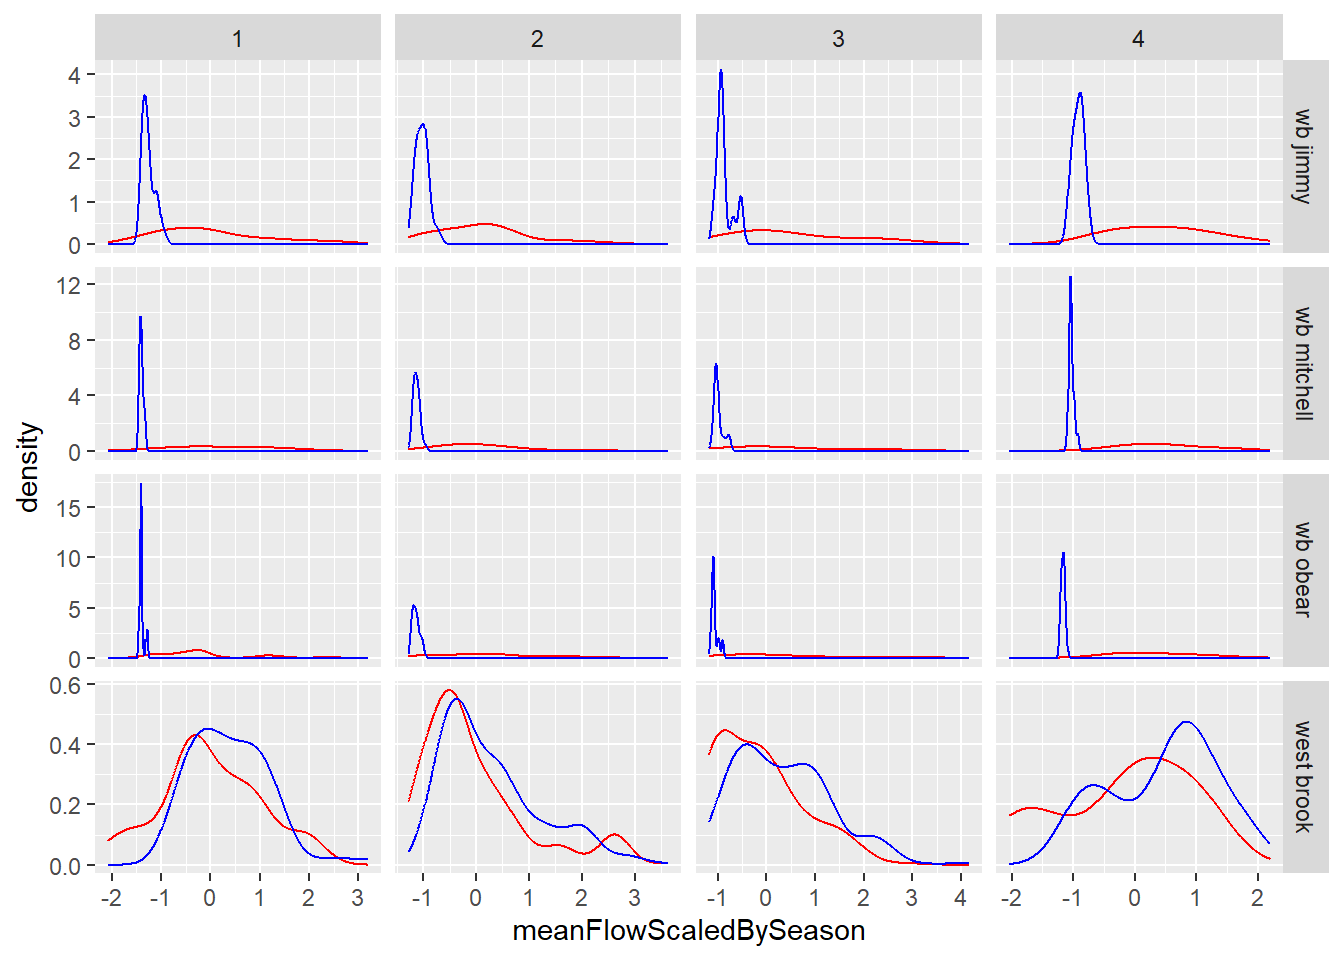 1 2 3 4
4
3
2
1
0
wb jimmy
12
8
4
0
wb mitchell
15
10
5
0
wb obear
0.6
0.4
0.2
0.0
west brook
density
-2 -1 0 1 2 3 -1 0 1 2 3 -1 0 1 2 3 4 -2 -1 0 1 2
meanFlowScaledBySeason